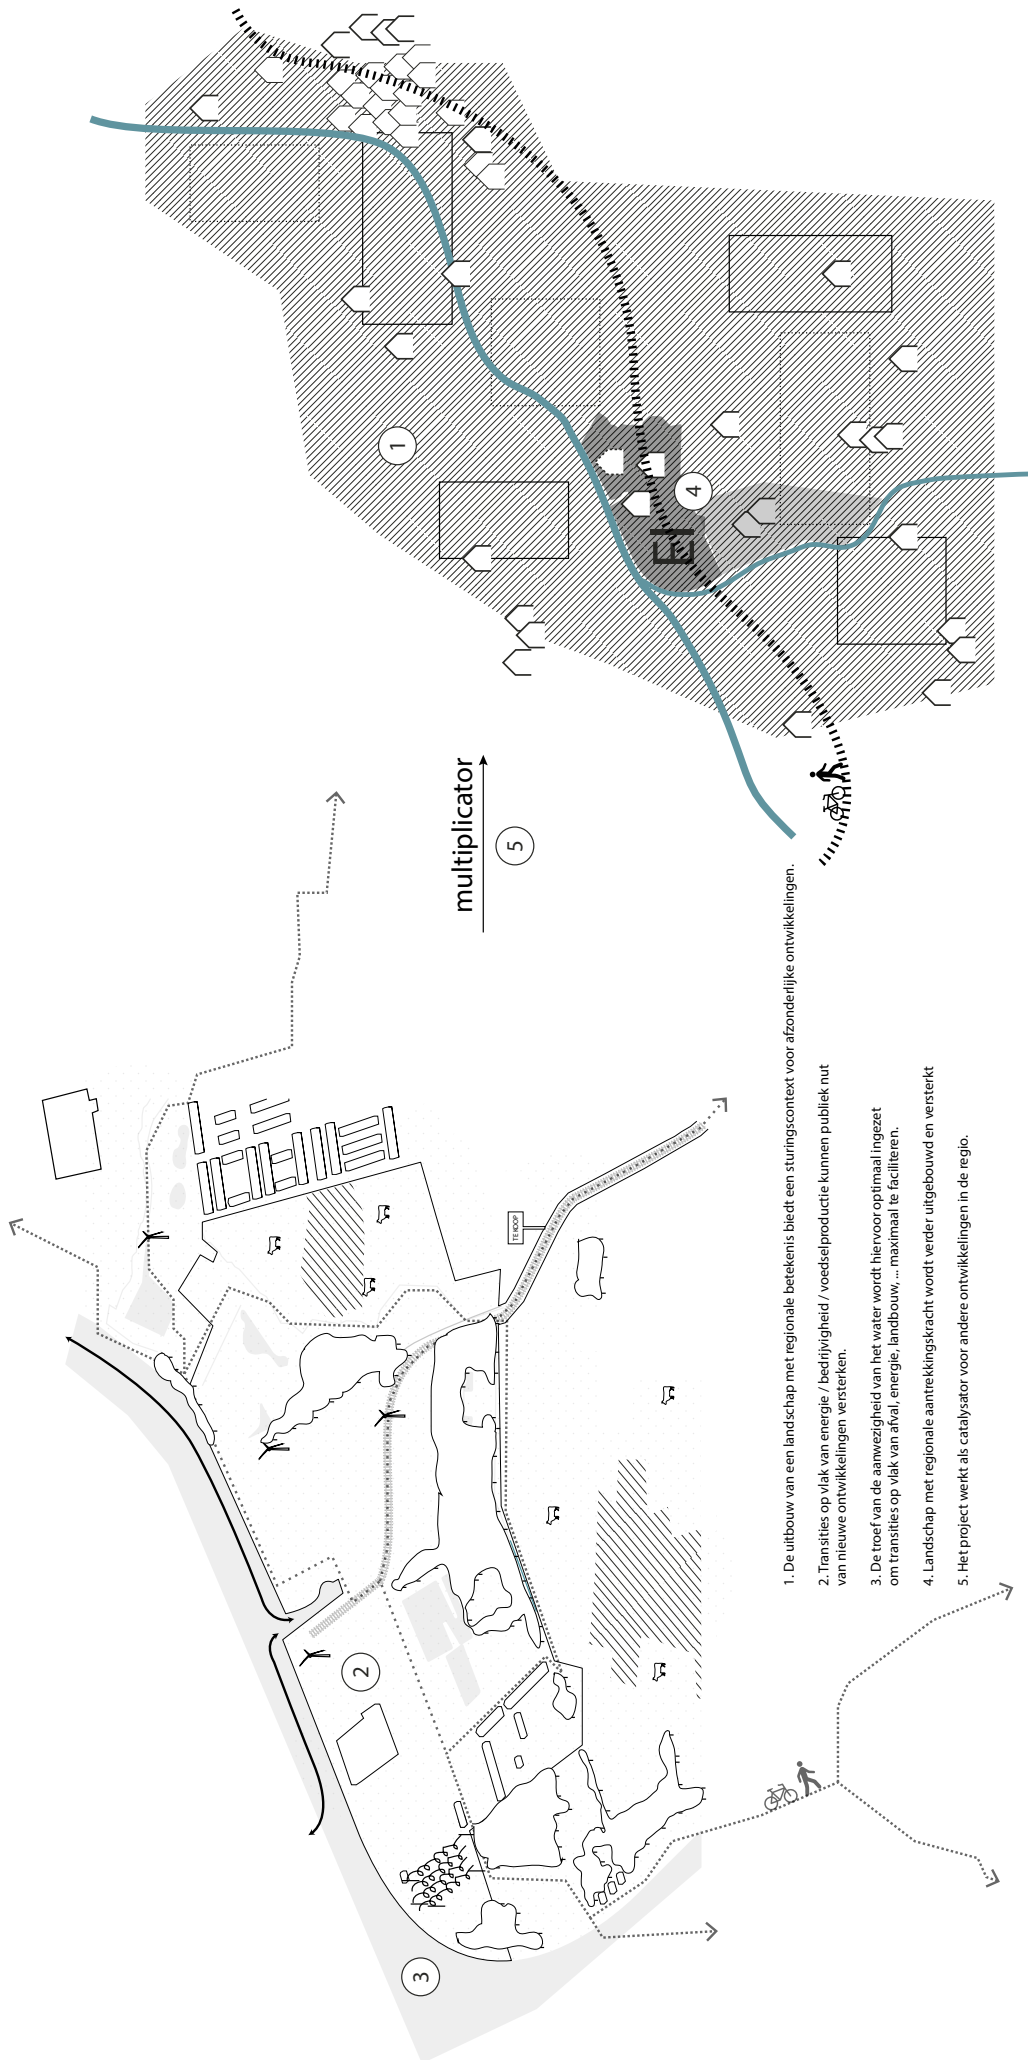 multiplicator
5
1
4
EI
TE KOOP
2
3
1. De uitbouw van een landschap met regionale betekenis biedt een sturingscontext voor afzonderlijke ontwikkelingen.
2. Transities op vlak van energie / bedrijvigheid / voedselproductie kunnen publiek nut
van nieuwe ontwikkelingen versterken.
3. De troef van de aanwezigheid van het water wordt hiervoor optimaal ingezet
om transities op vlak van afval, energie, landbouw, ... maximaal te faciliteren.
4. Landschap met regionale aantrekkingskracht wordt verder uitgebouwd en versterkt
5. Het project werkt als catalysator voor andere ontwikkelingen in de regio.